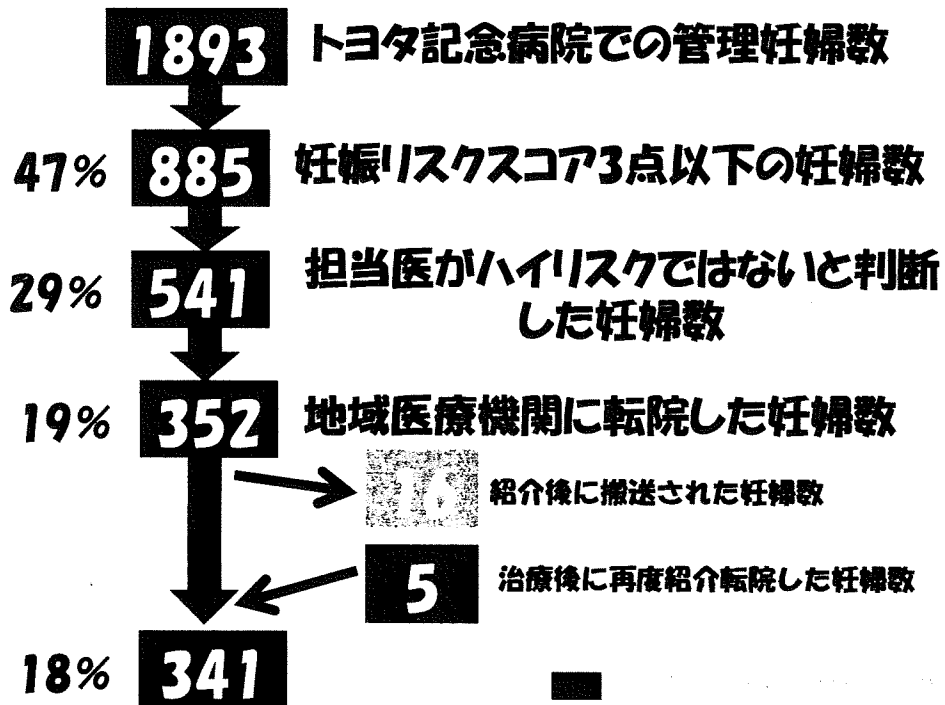 1893 トヨタ記念病院での管理妊婦数
47% 885 妊娠リスクスコア3点以下の妊婦数
29% 541 担当医がハイリスクではないと判断
した妊婦数
19% 352 地域医療機関に転院した妊婦数
16 紹介後に搬送された妊婦数
5 治療後に再度紹介転院した妊婦数
18% 341